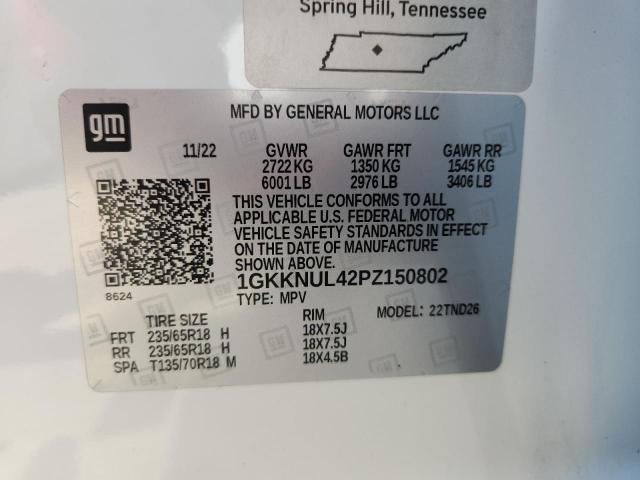 Spring Hill, Tennessee
gm
MFD BY GENERAL MOTORS LLC
11/22 GVWR GAWR FRT GAWR RR
2722 KG 1350 KG 1545 KG
6001 LB 2976 LB 3406 LB
THIS VEHICLE CONFORMS TO ALL
APPLICABLE U.S. FEDERAL MOTOR
VEHICLE SAFETY STANDARDS IN EFFECT
ON THE DATE OF MANUFACTURE
SHOWN ABOVE.
8624
1GKKNUL42PZ150802
TYPE: MPV MODEL: 22TND26
TIRE SIZE RIM
FRT 235/65R18 H 18X7.5J
RR 235/65R18 H 18X7.5J
SPA T135/70R18 M 18X4.5B